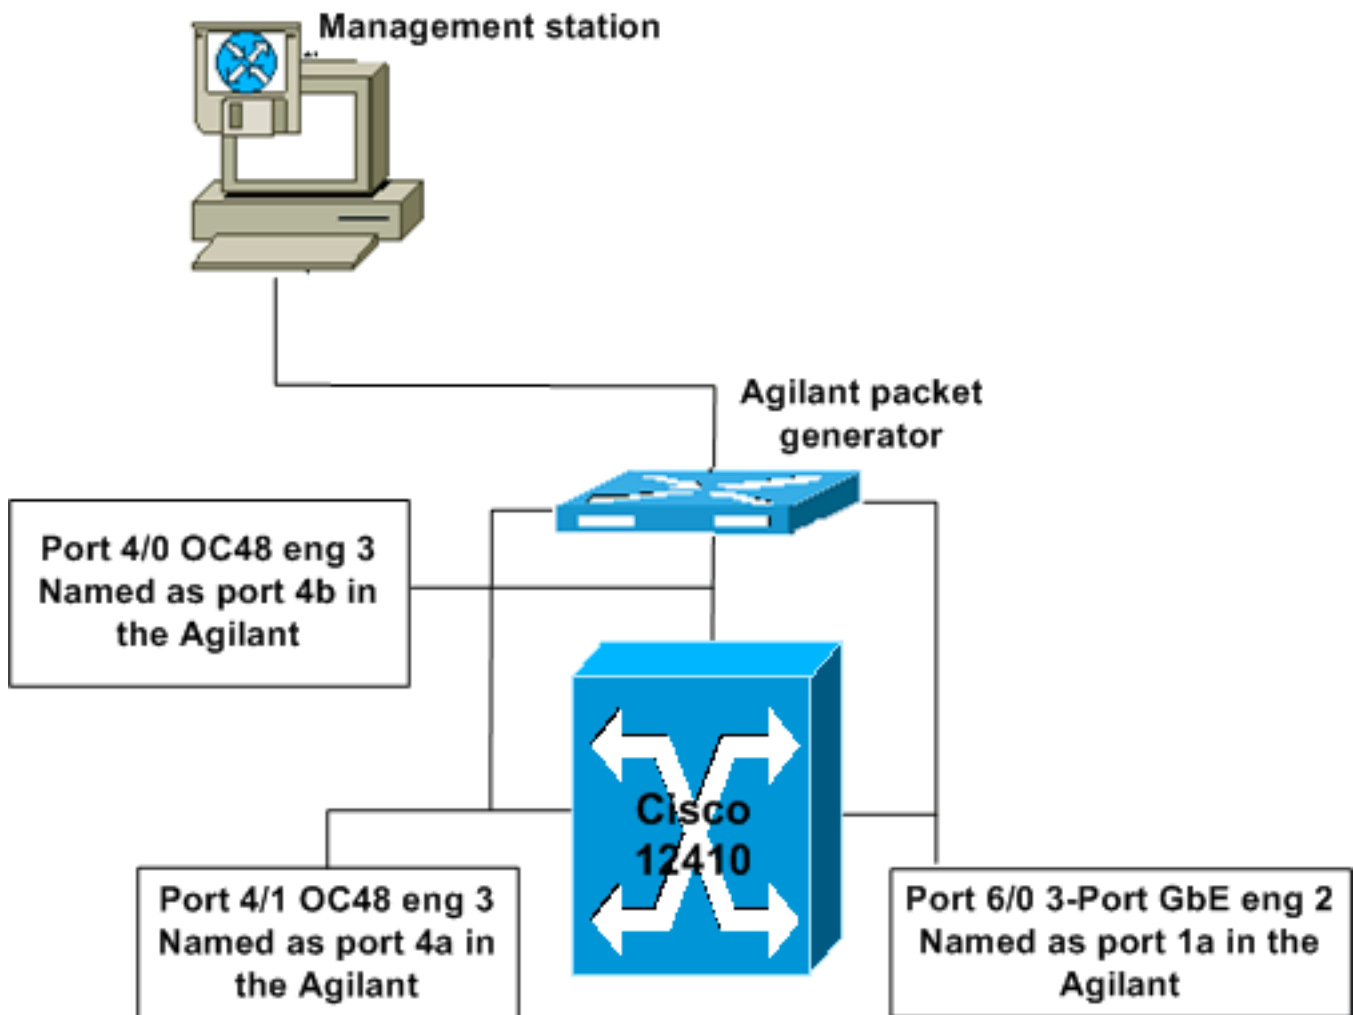 Management station
Agilant packet
generator
Port 4/0 OC48 eng 3
Named as port 4b in
the Agilant
Cisco
12410
Port 4/1 OC48 eng 3
Named as port 4a in
the Agilant
Port 6/0 3-Port GbE eng 2
Named as port 1a in the
Agilant